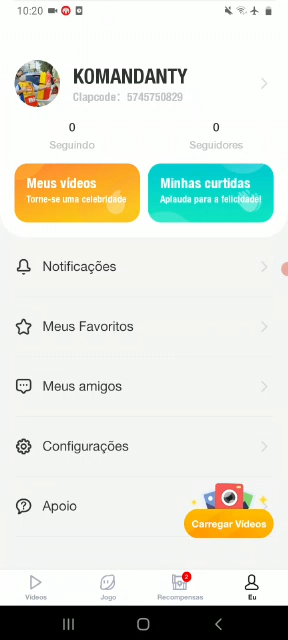 10:20
KOMANDANTY
Clapcode: 5745750829
0
Seguindo
0
Seguidores
Meus vídeos
Torne-se uma celebridade
Minhas curtidas
Aplauda para a felicidade!
Notificações
Meus Favoritos
Meus amigos
Configurações
Apoio
Carregar Vídeos
Vídeos
Jogo
2
Recompensas
Eu